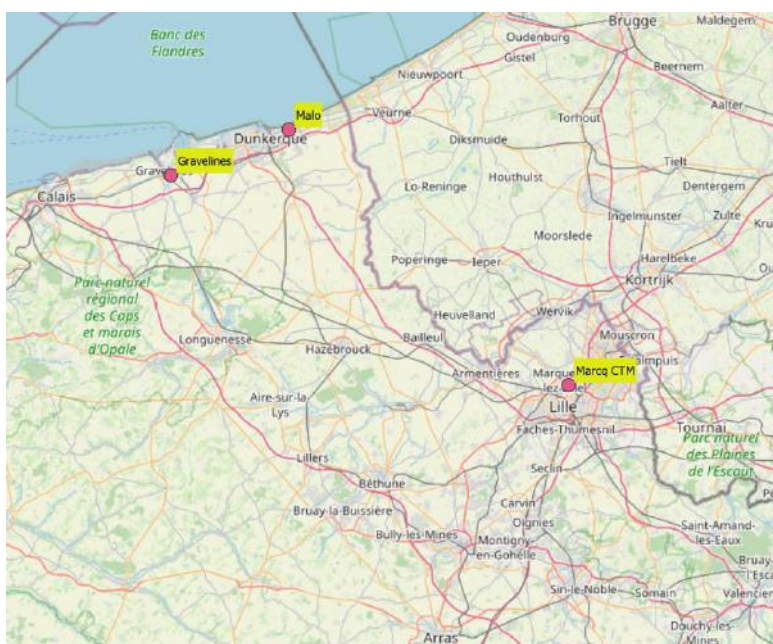 Banc des
Flandres
Brugge
Maldegem
Oudenburg
Gistel
Beernem
Nieuwpoort
Aalter
Malo
Veurne
Torhout
Dunkerque
Diksmuide
Gravelines
Tielt
Houthulst
Dentergem
Calais
Lo-Reninge
Ingelmunster
Zulte
Moorslede
Harelbeke
Poperinge
Ieper
Kortrijk
Parc naturel
régional
des Caps
et marais
d'Opale
Heuvelland
Wervik
Mouscron
Longuenesse
Hazebrouck
Bailleul
Armentières
Marcq CTM
Aire-sur-la-
Lys
Lille
Faches-Thumesnil
Tournai
Parc naturel
des Plaines
de l'Escaut
Lillers
Seclin
Béthune
Bruay-la-Buissière
Carvin
Oignies
Bully-les-Mines
Montigny-
en-Gohelle
Saint-Amand-
les-Eaux
Sin-le-Noble
Somain
Douchy-les-
Mines
Arras